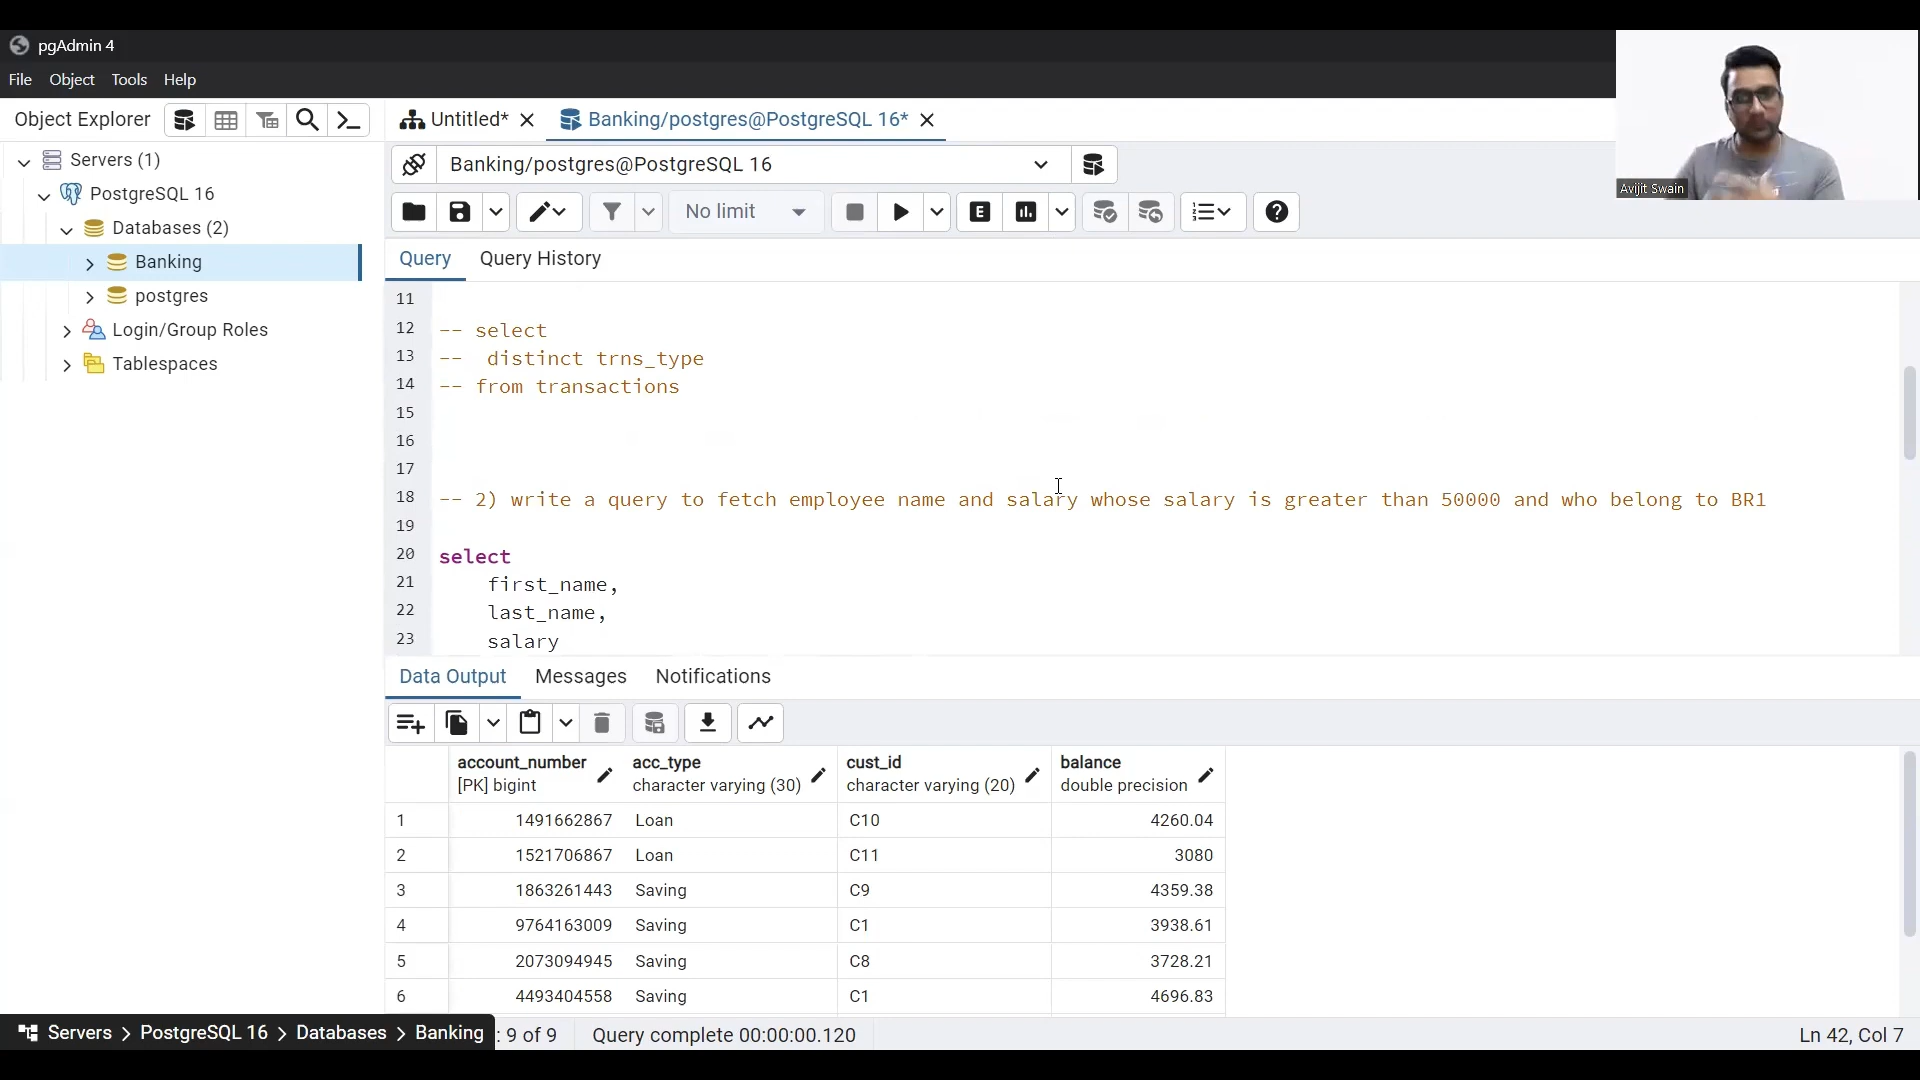 pgAdmin 4
File Object Tools Help
Object Explorer
Untitled*
Banking/postgres@PostgreSQL 16*
Servers (1)
PostgreSQL 16
Databases (2)
Banking
postgres
Login/Group Roles
Tablespaces
Banking/postgres@PostgreSQL 16
No limit
E
Query Query History
11
12 -- select
13 -- distinct trns_type
14 -- from transactions
15
16
17
18 -- 2) write a query to fetch employee name and salary whose salary is greater than 50000 and who belong to BR1
19
20 select
21 first_name,
22 last_name,
23 salary
Data Output Messages Notifications
account_number acc_type cust_id balance
[PK] bigint character varying (30) character varying (20) double precision
1 1491662867 Loan C10 4260.04
2 1521706867 Loan C11 3080
3 1863261443 Saving C9 4359.38
4 9764163009 Saving C1 3938.61
5 2073094945 Saving C8 3728.21
6 4493404558 Saving C1 4696.83
Servers > PostgreSQL 16 > Databases > Banking
: 9 of 9 Query complete 00:00:00.120 Ln 42, Col 7
Avijit Swain